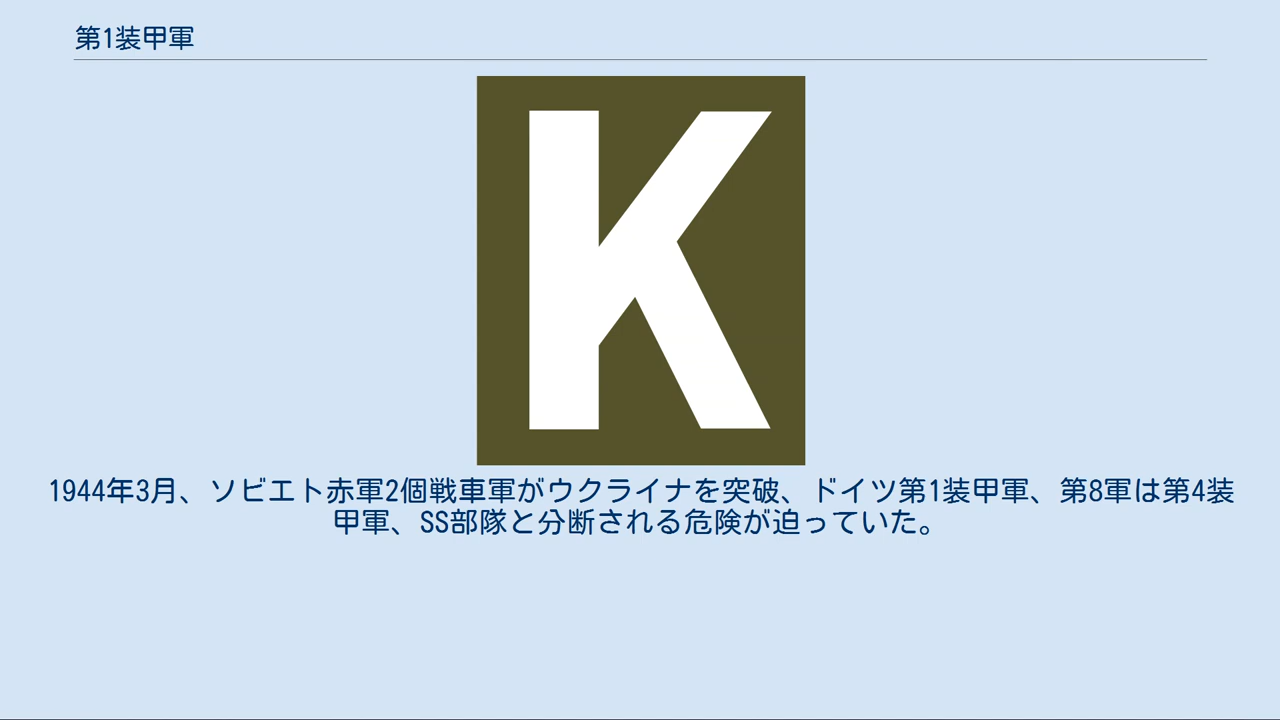 第1装甲軍
K
1944年3月、ソビエト赤軍2個戦車軍がウクライナを突破、ドイツ第1装甲軍、第8軍は第4装
甲軍、SS部隊と分断される危険が迫っていた。